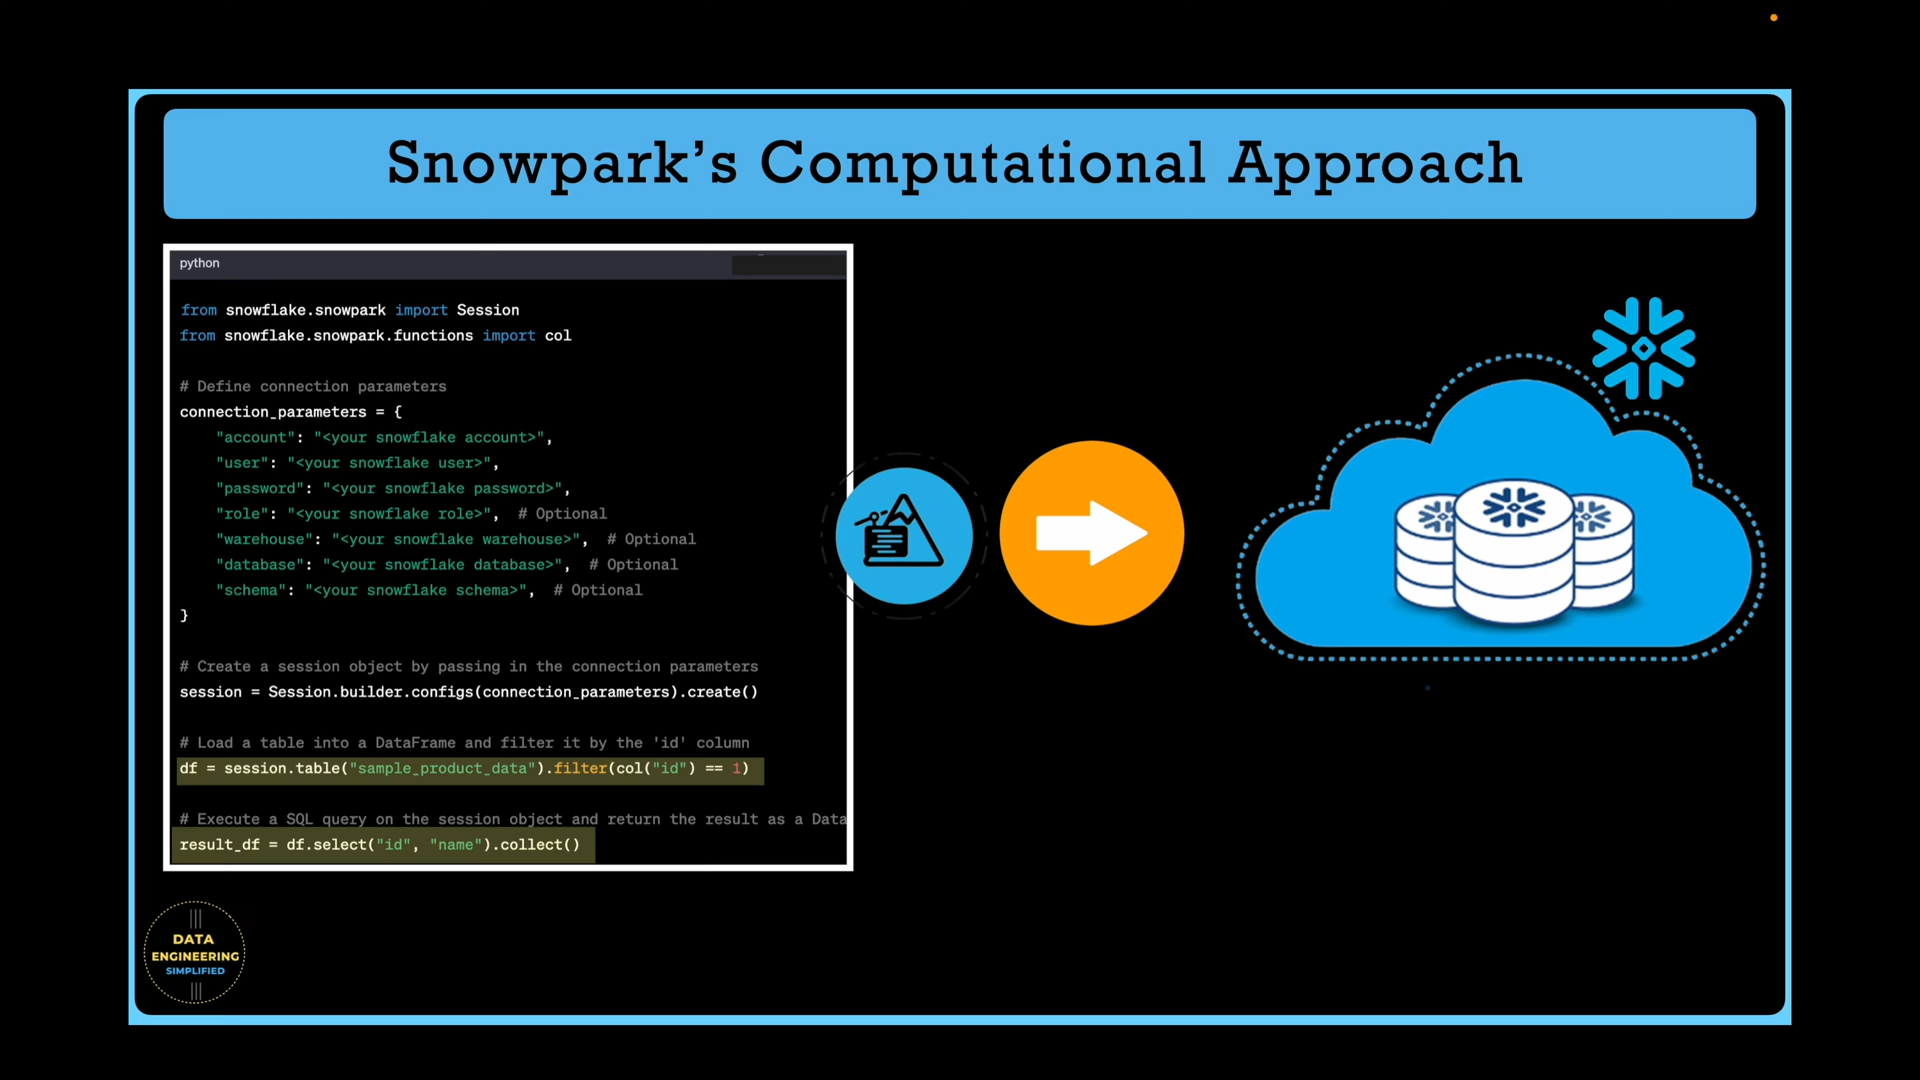 Snowpark’s Computational Approach
python
from snowflake.snowpark import Session
from snowflake.snowpark.functions import col
# Define connection parameters
connection_parameters = {
    "account": "<your snowflake account>",
    "user": "<your snowflake user>",
    "password": "<your snowflake password>",
    "role": "<your snowflake role>",  # Optional
    "warehouse": "<your snowflake warehouse>",  # Optional
    "database": "<your snowflake database>",  # Optional
    "schema": "<your snowflake schema>",  # Optional
}
# Create a session object by passing in the connection parameters
session = Session.builder.configs(connection_parameters).create()
# Load a table into a DataFrame and filter it by the 'id' column
df = session.table("sample_product_data").filter(col("id") == 1)
# Execute a SQL query on the session object and return the result as a Data
result_df = df.select("id", "name").collect()
DATA
ENGINEERING
SIMPLIFIED